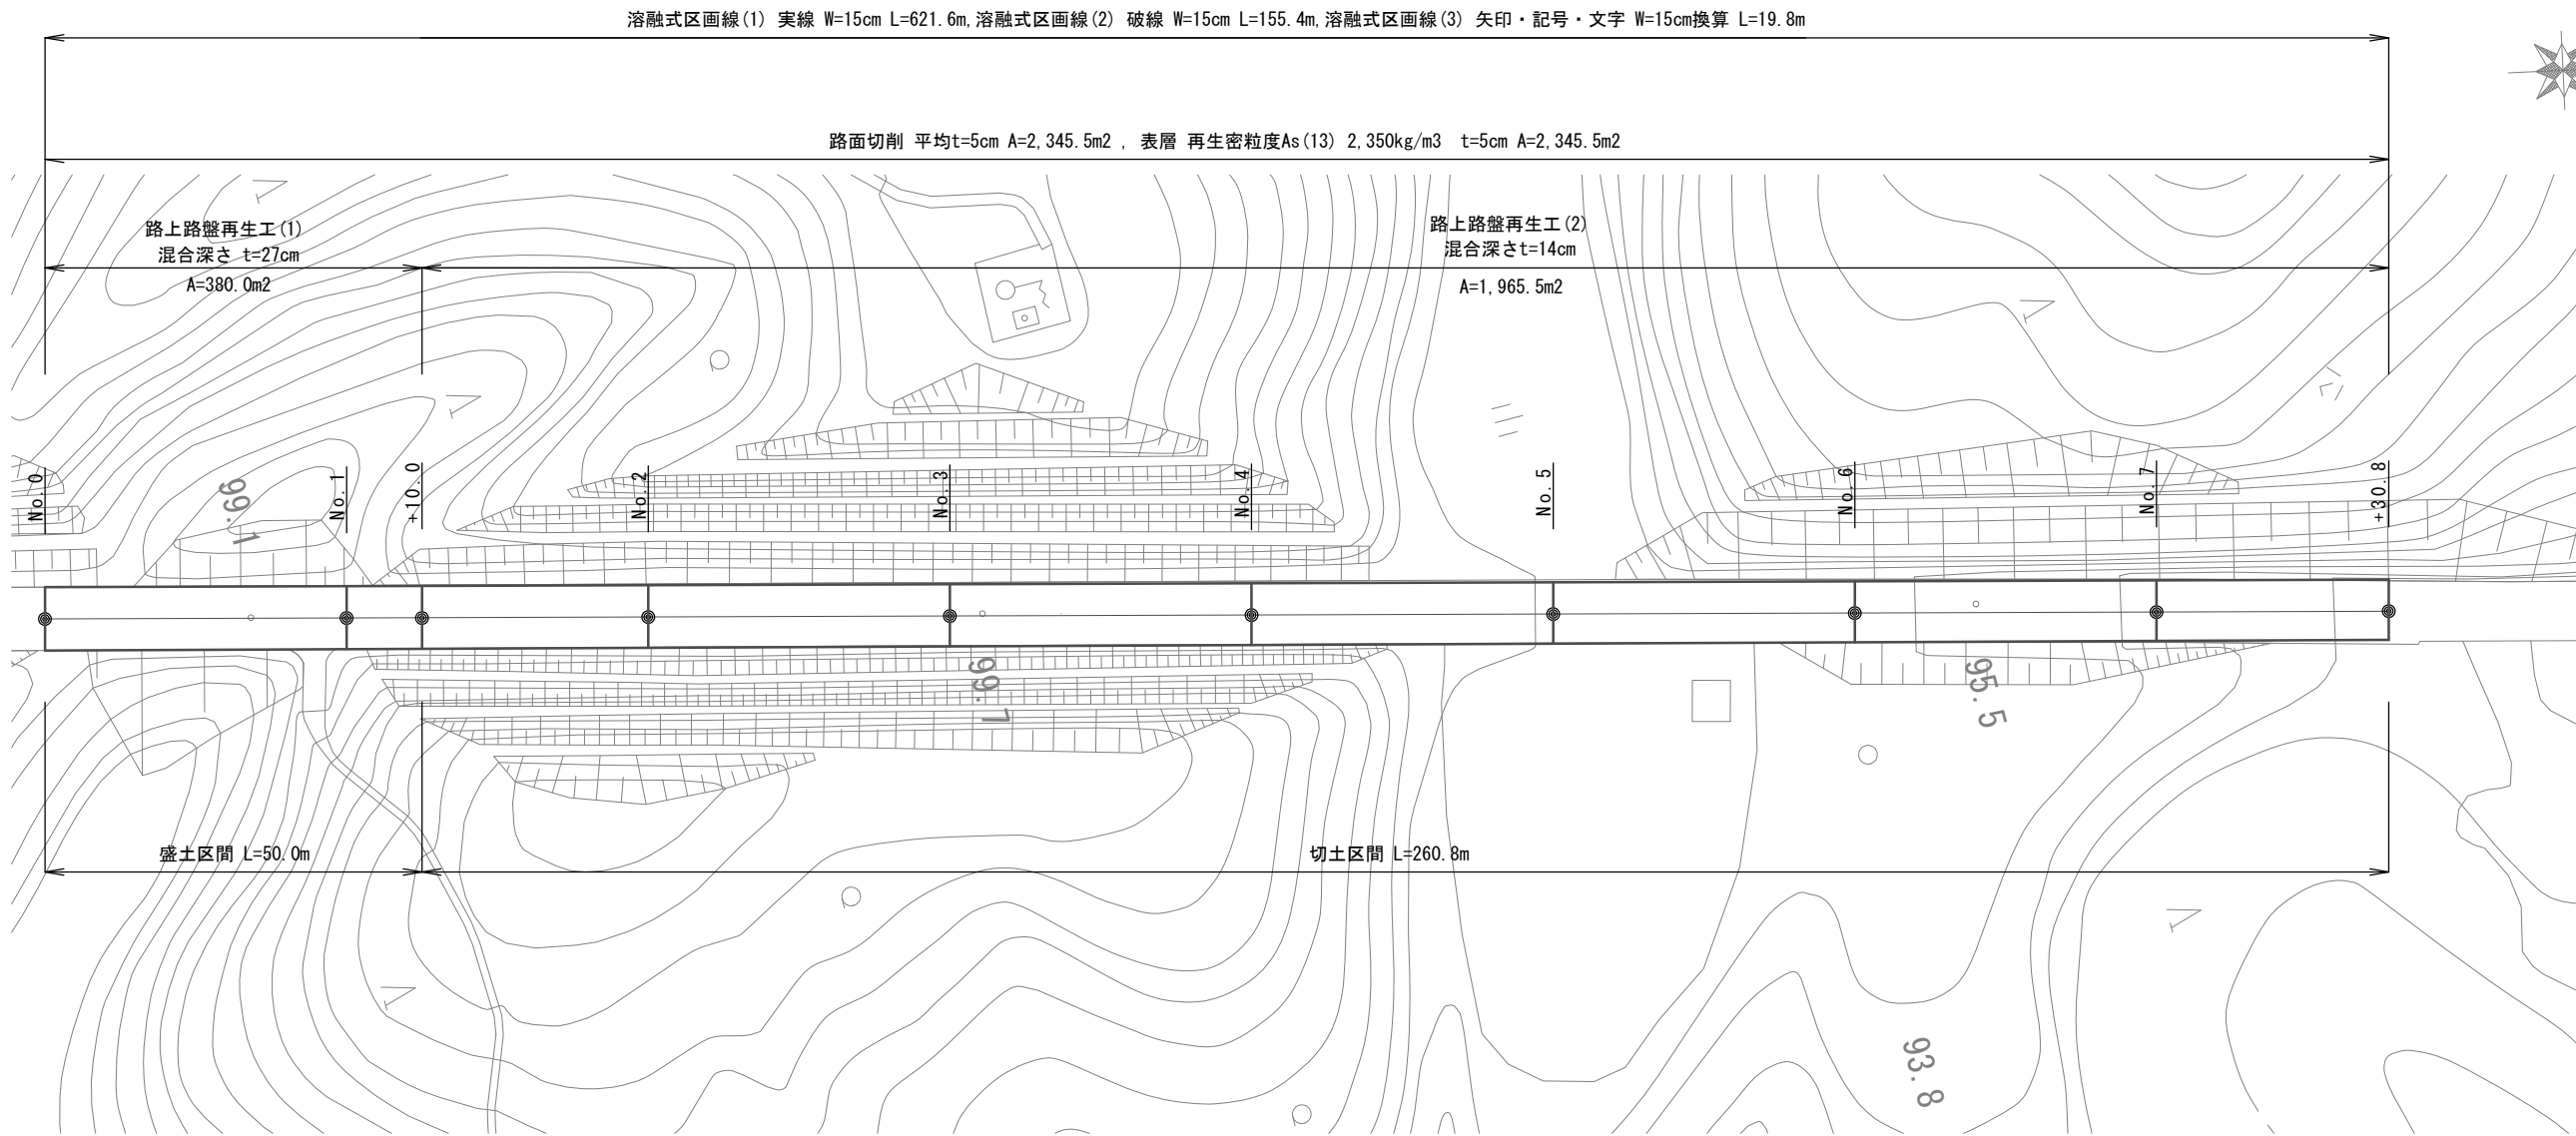 溶融式区画線(1) 実線 W=15cm L=621.6m,溶融式区画線(2) 破線 W=15cm L=155.4m,溶融式区画線(3) 矢印・記号・文字 W=15cm換算 L=19.8m
路面切削 平均t=5cm A=2,345.5m2 , 表層 再生密粒度As(13) 2,350kg/m3 t=5cm A=2,345.5m2
路上路盤再生工(1)
混合深さ t=27cm
A=380.0m2
路上路盤再生工(2)
混合深さt=14cm
A=1,965.5m2
No.0
No.1
+10.0
No.2
No.3
No.4
No.5
No.6
No.7
+30.8
99.1
99.7
95.5
盛土区間 L=50.0m
切土区間 L=260.8m
93.8